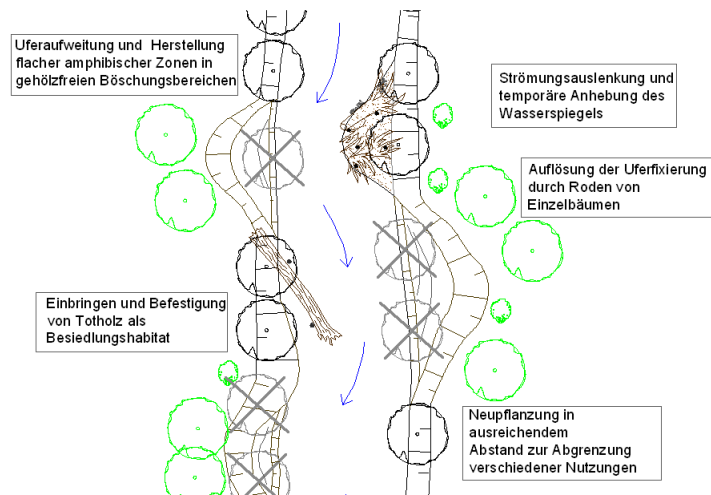 Uferaufweitung und Herstellung
flacher amphibischer Zonen in
gehölzfreien Böschungsbereichen
Strömungsauslenkung und
temporäre Anhebung des
Wasserspiegels
Auflösung der Uferfixierung
durch Roden von
Einzelbäumen
Einbringen und Befestigung
von Totholz als
Besiedlungshabitat
Neupflanzung in
ausreichendem
Abstand zur Abgrenzung
verschiedener Nutzungen